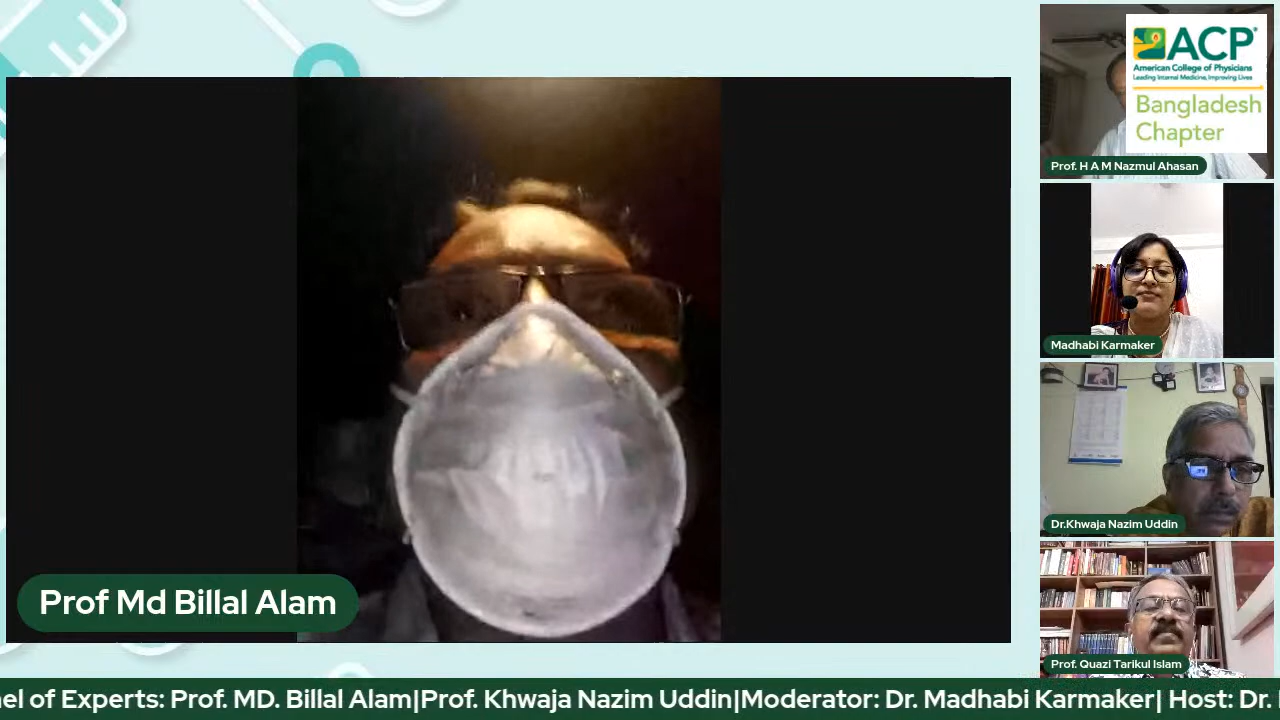 ACP
American College of Physicians
Leading Internal Medicine, Improving Lives
Bangladesh
Chapter
Prof. H A M Nazmul Ahasan
Madhabi Karmaker
Dr.Khwaja Nazim Uddin
Prof. Quazi Tarikul Islam
Prof Md Billal Alam
of Experts: Prof. MD. Billal Alam|Prof. Khwaja Nazim Uddin|Moderator: Dr. Madhabi Karmaker| Host: Dr.